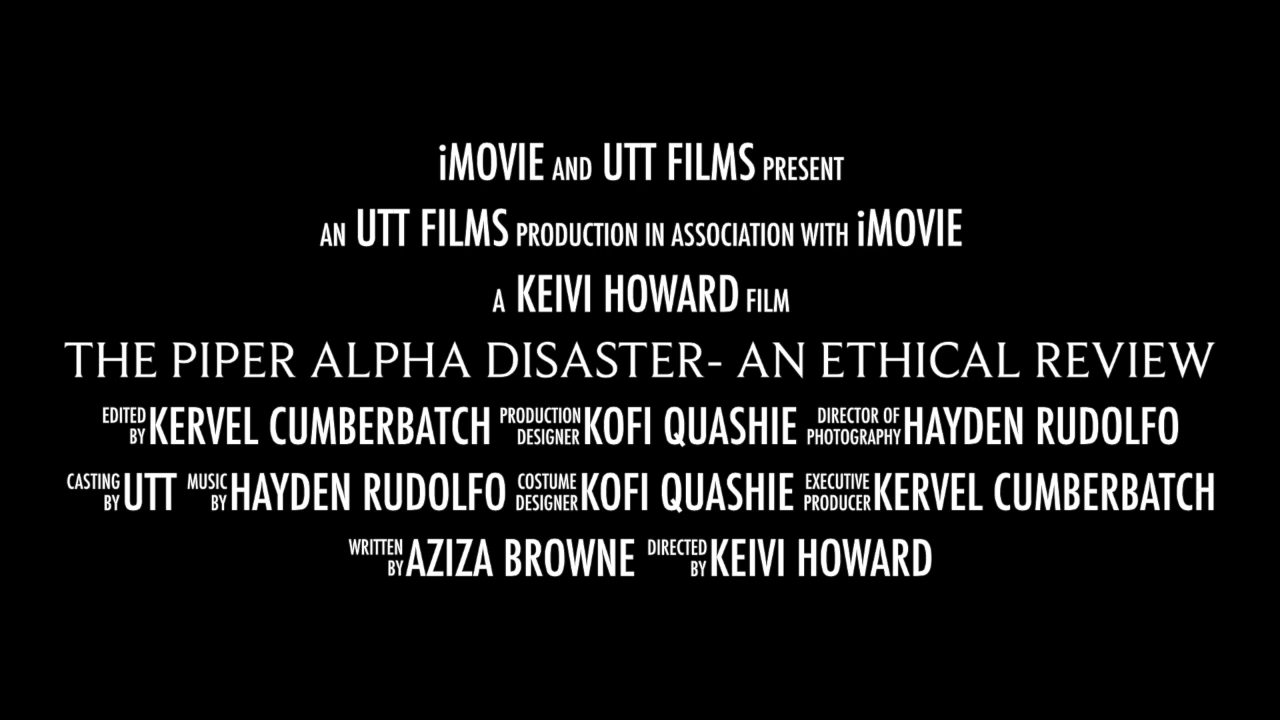 iMOVIE AND UTT FILMS PRESENT
AN UTT FILMS PRODUCTION IN ASSOCIATION WITH iMOVIE
A KEIVI HOWARD FILM
THE PIPER ALPHA DISASTER- AN ETHICAL REVIEW
EDITED BY KERVEL CUMBERBATCH PRODUCTION DESIGNER KOFI QUASHIE DIRECTOR OF PHOTOGRAPHY HAYDEN RUDOLFO
CASTING BY UTT MUSIC BY HAYDEN RUDOLFO COSTUME DESIGNER KOFI QUASHIE EXECUTIVE PRODUCER KERVEL CUMBERBATCH
WRITTEN BY AZIZA BROWNE DIRECTED BY KEIVI HOWARD